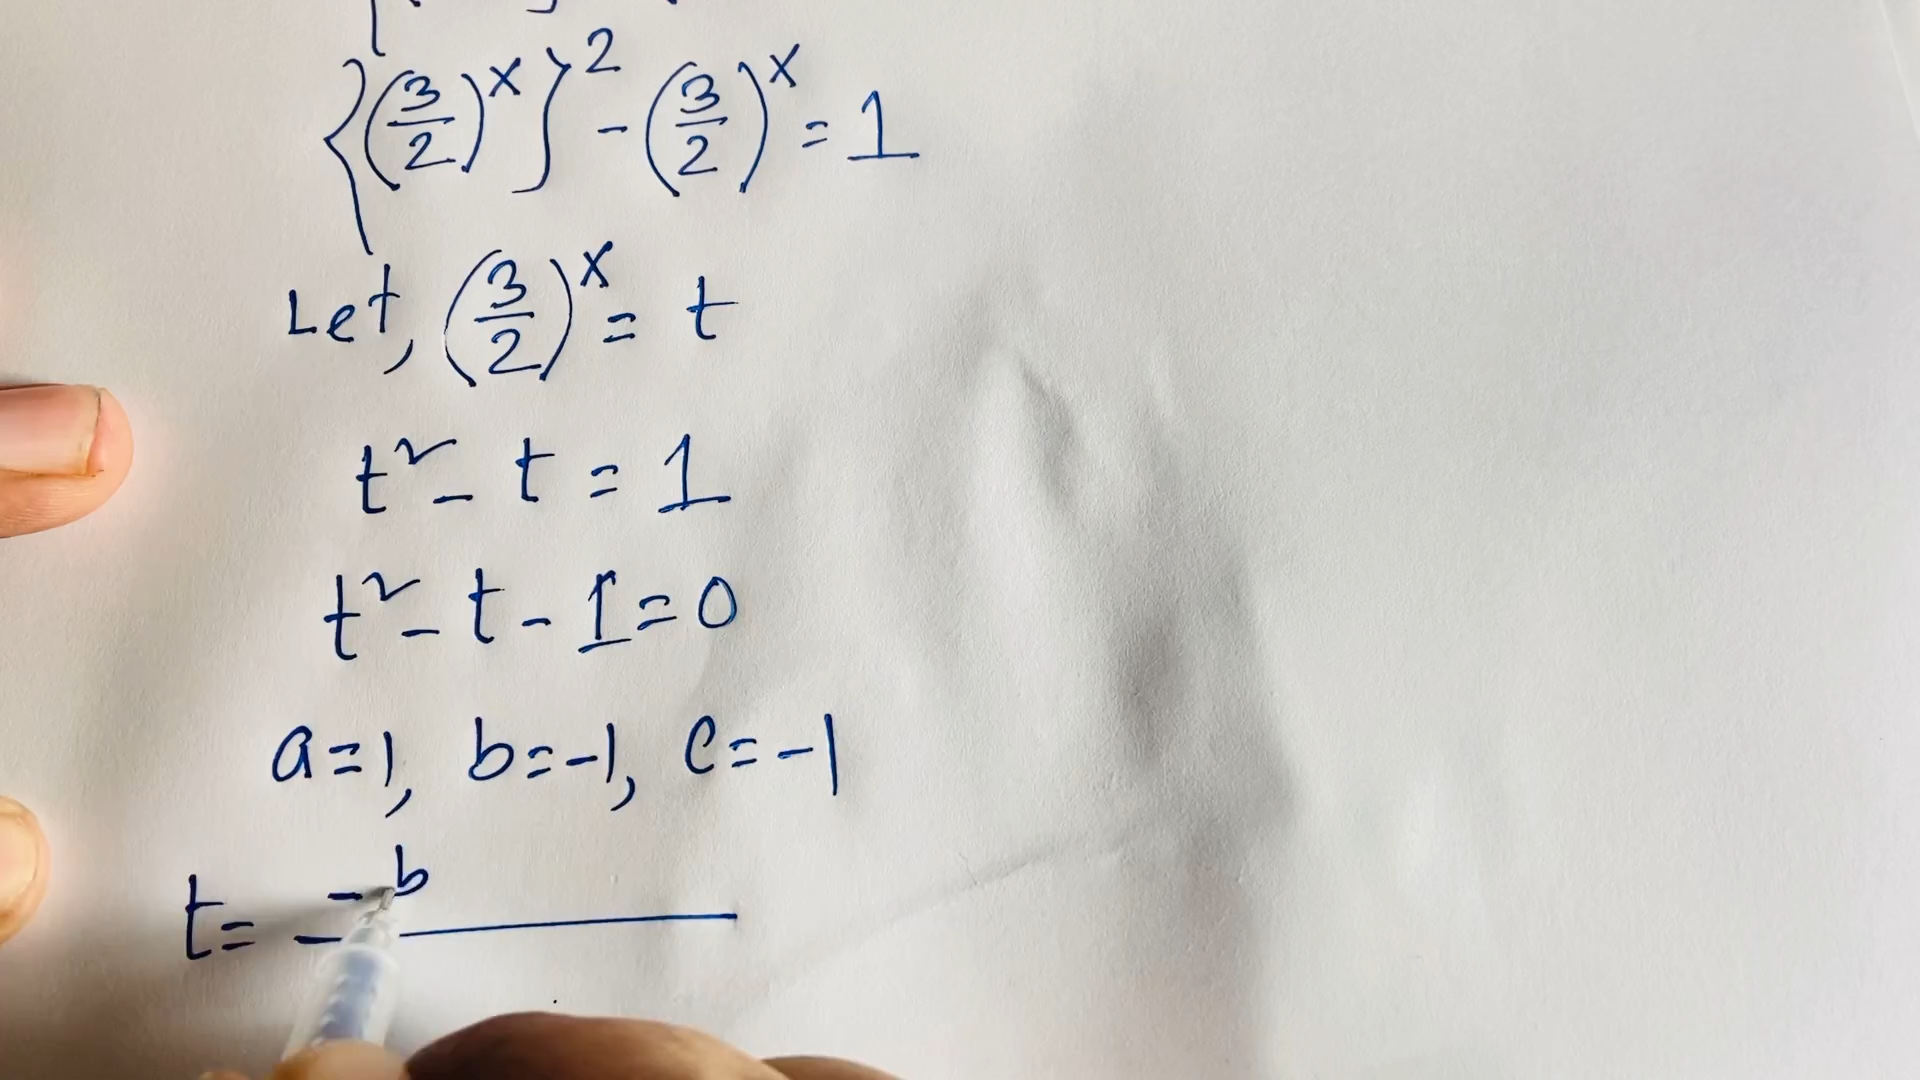 {(3/2)^x}^2 - (3/2)^x = 1
Let, (3/2)^x = t
t^2 - t = 1
t^2 - t - 1 = 0
a=1, b=-1, c=-1
t= -b